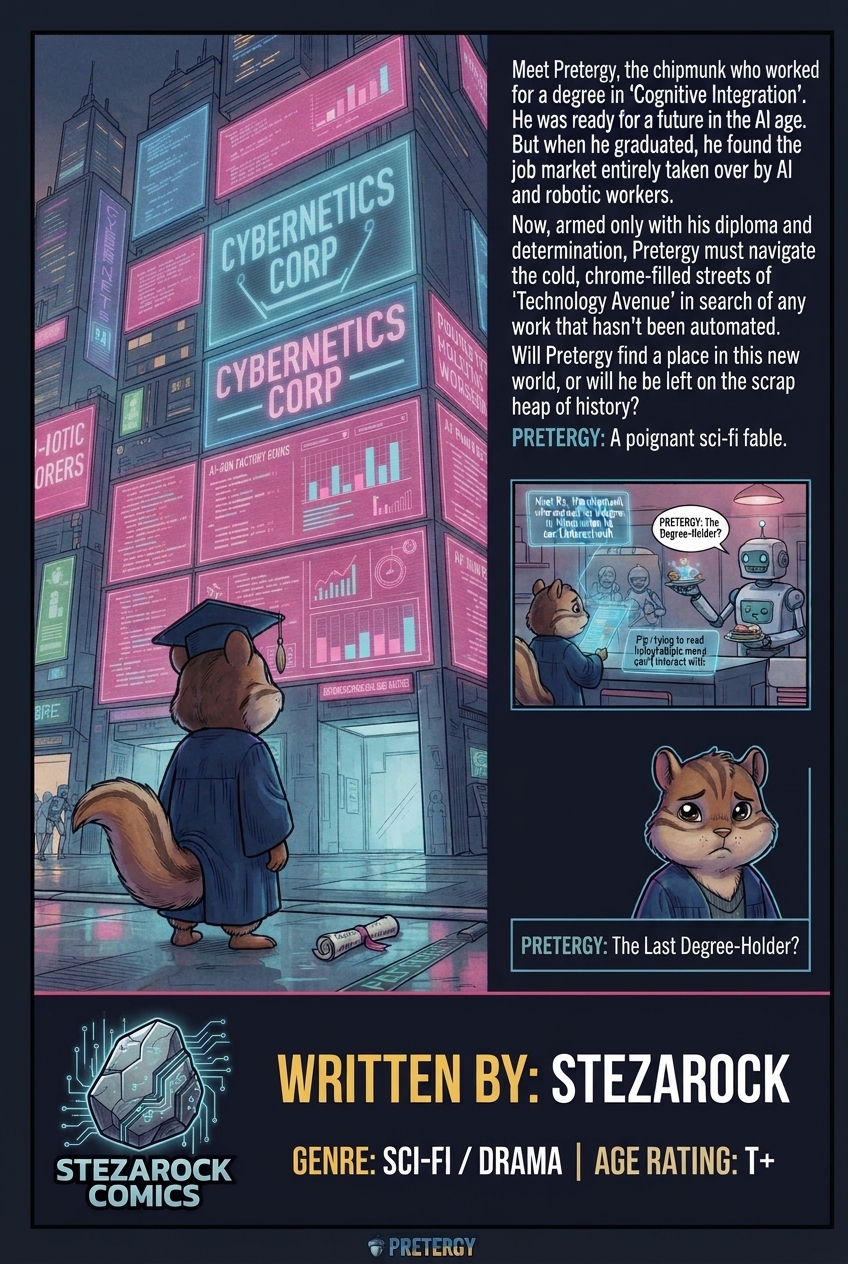 Meet Pretergy, the chipmunk who worked
for a degree in 'Cognitive Integration'.
He was ready for a future in the AI age.
But when he graduated, he found the
job market entirely taken over by AI
and robotic workers.
Now, armed only with his diploma and
determination, Pretergy must navigate
the cold, chrome-filled streets of
'Technology Avenue' in search of any
work that hasn't been automated.
Will Pretergy find a place in this new
world, or will he be left on the scrap
heap of history?
PRETERGY: A poignant sci-fi fable.
CYBERNETICS
CORP
CYBERNETICS
CORP
-IOTIC
ORERS
PRETERGY: The
to read
can't interact
PRETERGY: The Last Degree-Holder?
STEZAROCK
COMICS
WRITTEN BY: STEZAROCK
GENRE: SCI-FI / DRAMA | AGE RATING: T+
PRETERGY